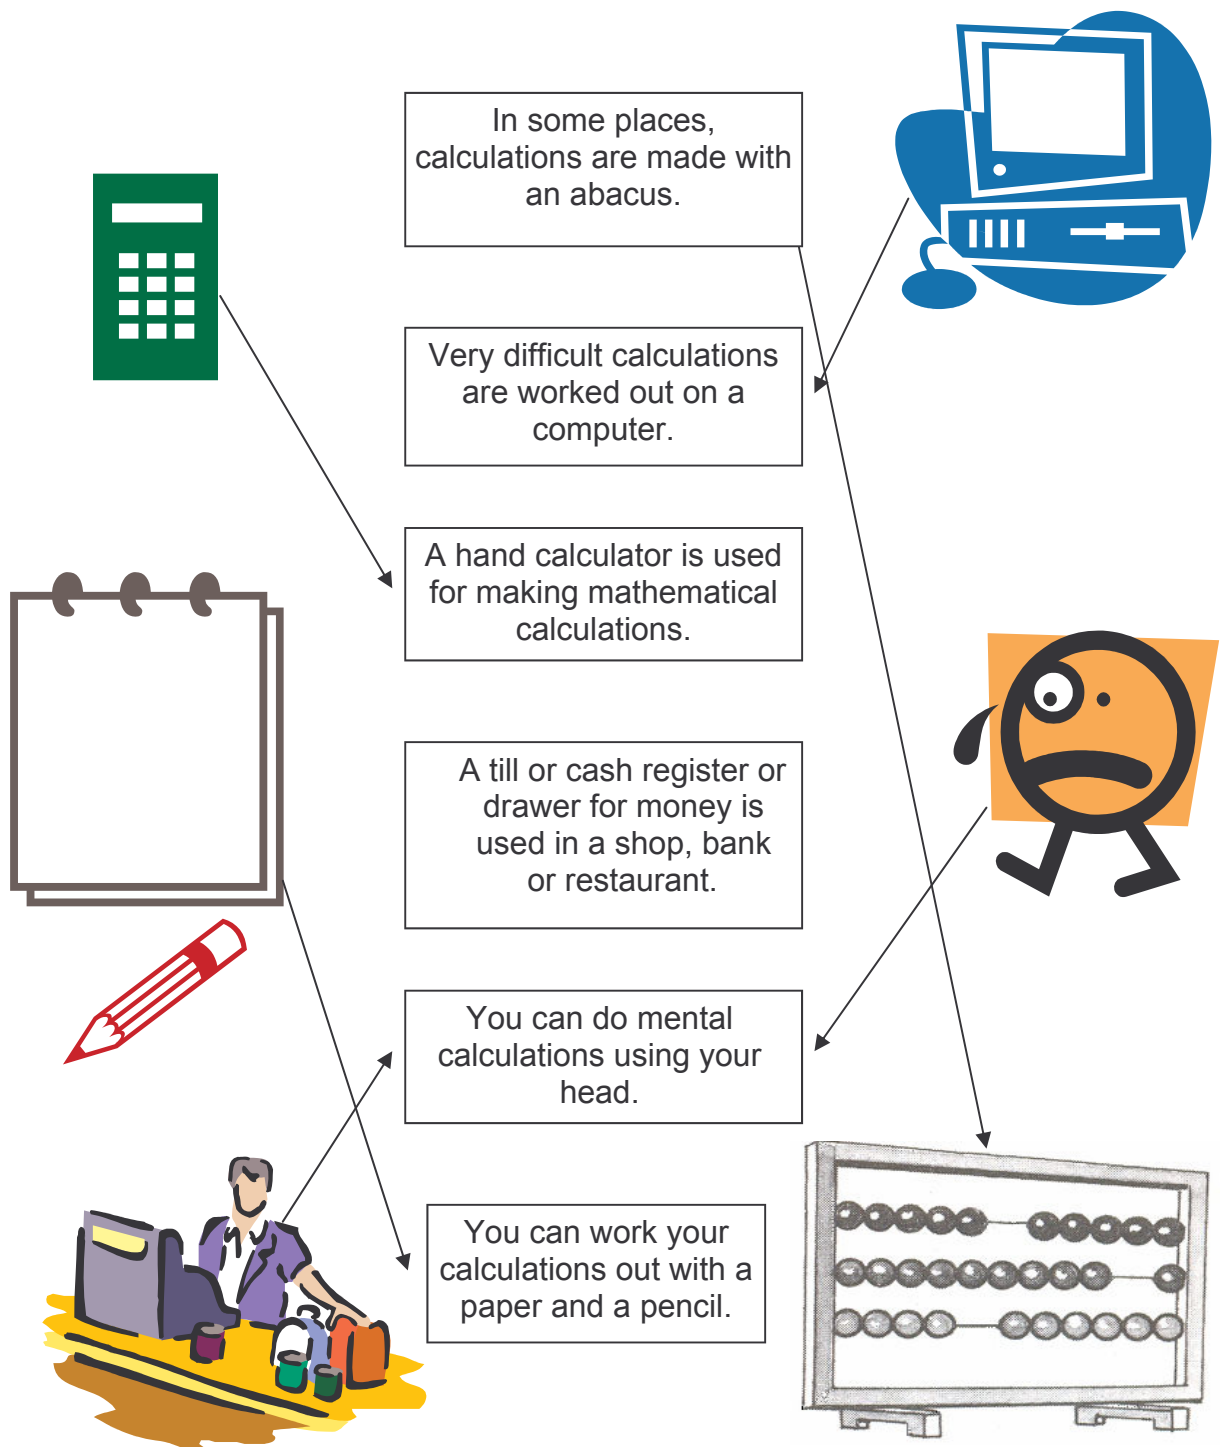 In some places,
calculations are made with
an abacus.
Very difficult calculations
are worked out on a
computer.
A hand calculator is used
for making mathematical
calculations.
A till or cash register or
drawer for money is
used in a shop, bank
or restaurant.
You can do mental
calculations using your
head.
You can work your
calculations out with a
paper and a pencil.